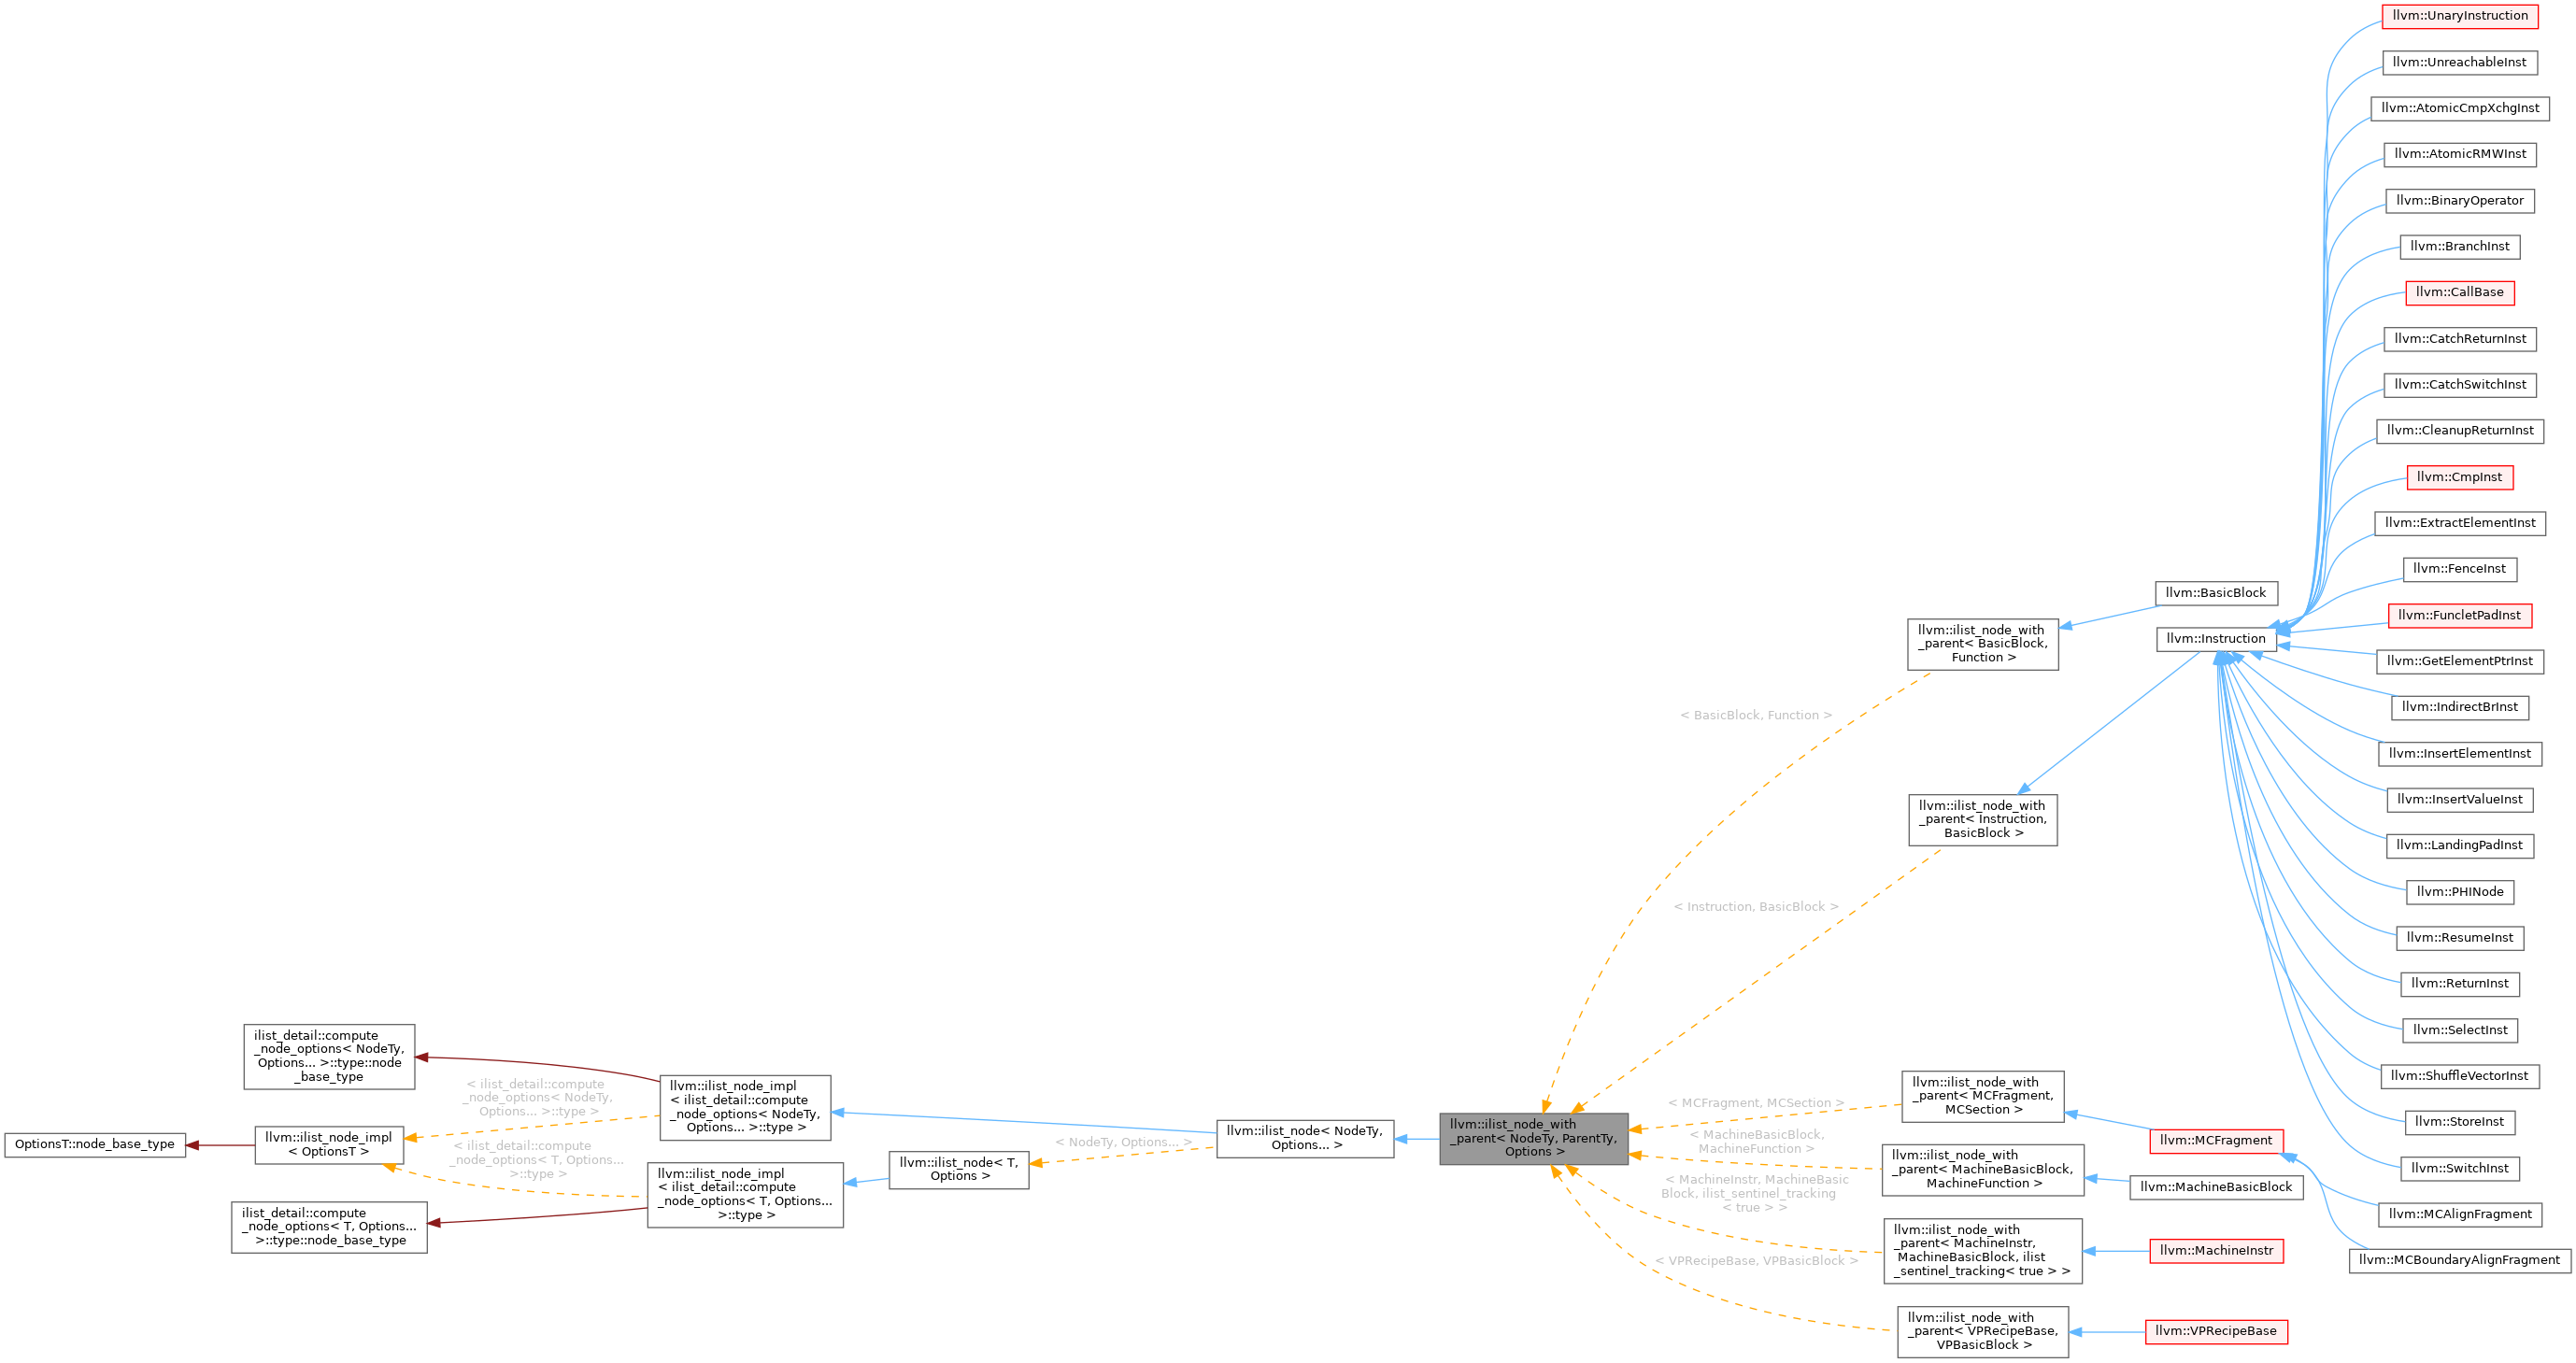 OptionsT::node_base_type
ilist_detail::compute
_node_options< NodeTy,
Options... >::type::node
_base_type
llvm::ilist_node_impl
< OptionsT >
ilist_detail::compute
_node_options< T, Options...
>::type::node_base_type
< ilist_detail::compute
_node_options< NodeTy,
Options... >::type >
< ilist_detail::compute
_node_options< T, Options...
>::type >
llvm::ilist_node_impl
< ilist_detail::compute
_node_options< NodeTy,
Options... >::type >
llvm::ilist_node_impl
< ilist_detail::compute
_node_options< T, Options...
>::type >
llvm::ilist_node< T,
Options >
< NodeTy, Options... >
llvm::ilist_node< NodeTy,
Options... >
llvm::ilist_node_with
_parent< NodeTy, ParentTy,
Options >
< BasicBlock, Function >
< Instruction, BasicBlock >
< MCFragment, MCSection >
< MachineBasicBlock,
MachineFunction >
< MachineInstr, MachineBasic
Block, ilist_sentinel_tracking
< true > >
< VPRecipeBase, VPBasicBlock >
llvm::ilist_node_with
_parent< BasicBlock,
Function >
llvm::ilist_node_with
_parent< Instruction,
BasicBlock >
llvm::ilist_node_with
_parent< MCFragment,
MCSection >
llvm::ilist_node_with
_parent< MachineBasicBlock,
MachineFunction >
llvm::ilist_node_with
_parent< MachineInstr,
MachineBasicBlock, ilist
_sentinel_tracking< true > >
llvm::ilist_node_with
_parent< VPRecipeBase,
VPBasicBlock >
llvm::BasicBlock
llvm::Instruction
llvm::MCFragment
llvm::MachineBasicBlock
llvm::MachineInstr
llvm::VPRecipeBase
llvm::UnaryInstruction
llvm::UnreachableInst
llvm::AtomicCmpXchgInst
llvm::AtomicRMWInst
llvm::BinaryOperator
llvm::BranchInst
llvm::CallBase
llvm::CatchReturnInst
llvm::CatchSwitchInst
llvm::CleanupReturnInst
llvm::CmpInst
llvm::ExtractElementInst
llvm::FenceInst
llvm::FuncletPadInst
llvm::GetElementPtrInst
llvm::IndirectBrInst
llvm::InsertElementInst
llvm::InsertValueInst
llvm::LandingPadInst
llvm::PHINode
llvm::ResumeInst
llvm::ReturnInst
llvm::SelectInst
llvm::ShuffleVectorInst
llvm::StoreInst
llvm::SwitchInst
llvm::MCAlignFragment
llvm::MCBoundaryAlignFragment